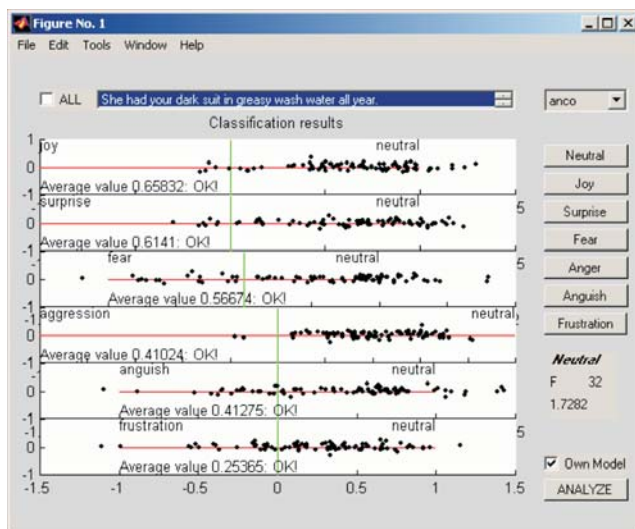 Figure No. 1
File Edit Tools Window Help
ALL
She had your dark suit in greasy wash water all year.
anco
Classification results
1
joy
neutral
0
Average value 0.65832: OK!
-
5
surprise
neutral
0
Average value 0.6141: OK!
-
5
fear
neutral
0
Average value 0.56674: OK!
-1
5
aggression
neutral
0
Average value 0.41024: OK!
-1
anguish
neutral
0
Average value 0.41275: OK!
-
5
frustration
neutral
0
Average value 0.25365: OK!
-1
-1.5 -1 -0.5 0 0.5 1 1.5
Neutral
Joy
Surprise
Fear
Anger
Anguish
Frustration
Neutral
F 32
1.7282
Own Model
ANALYZE